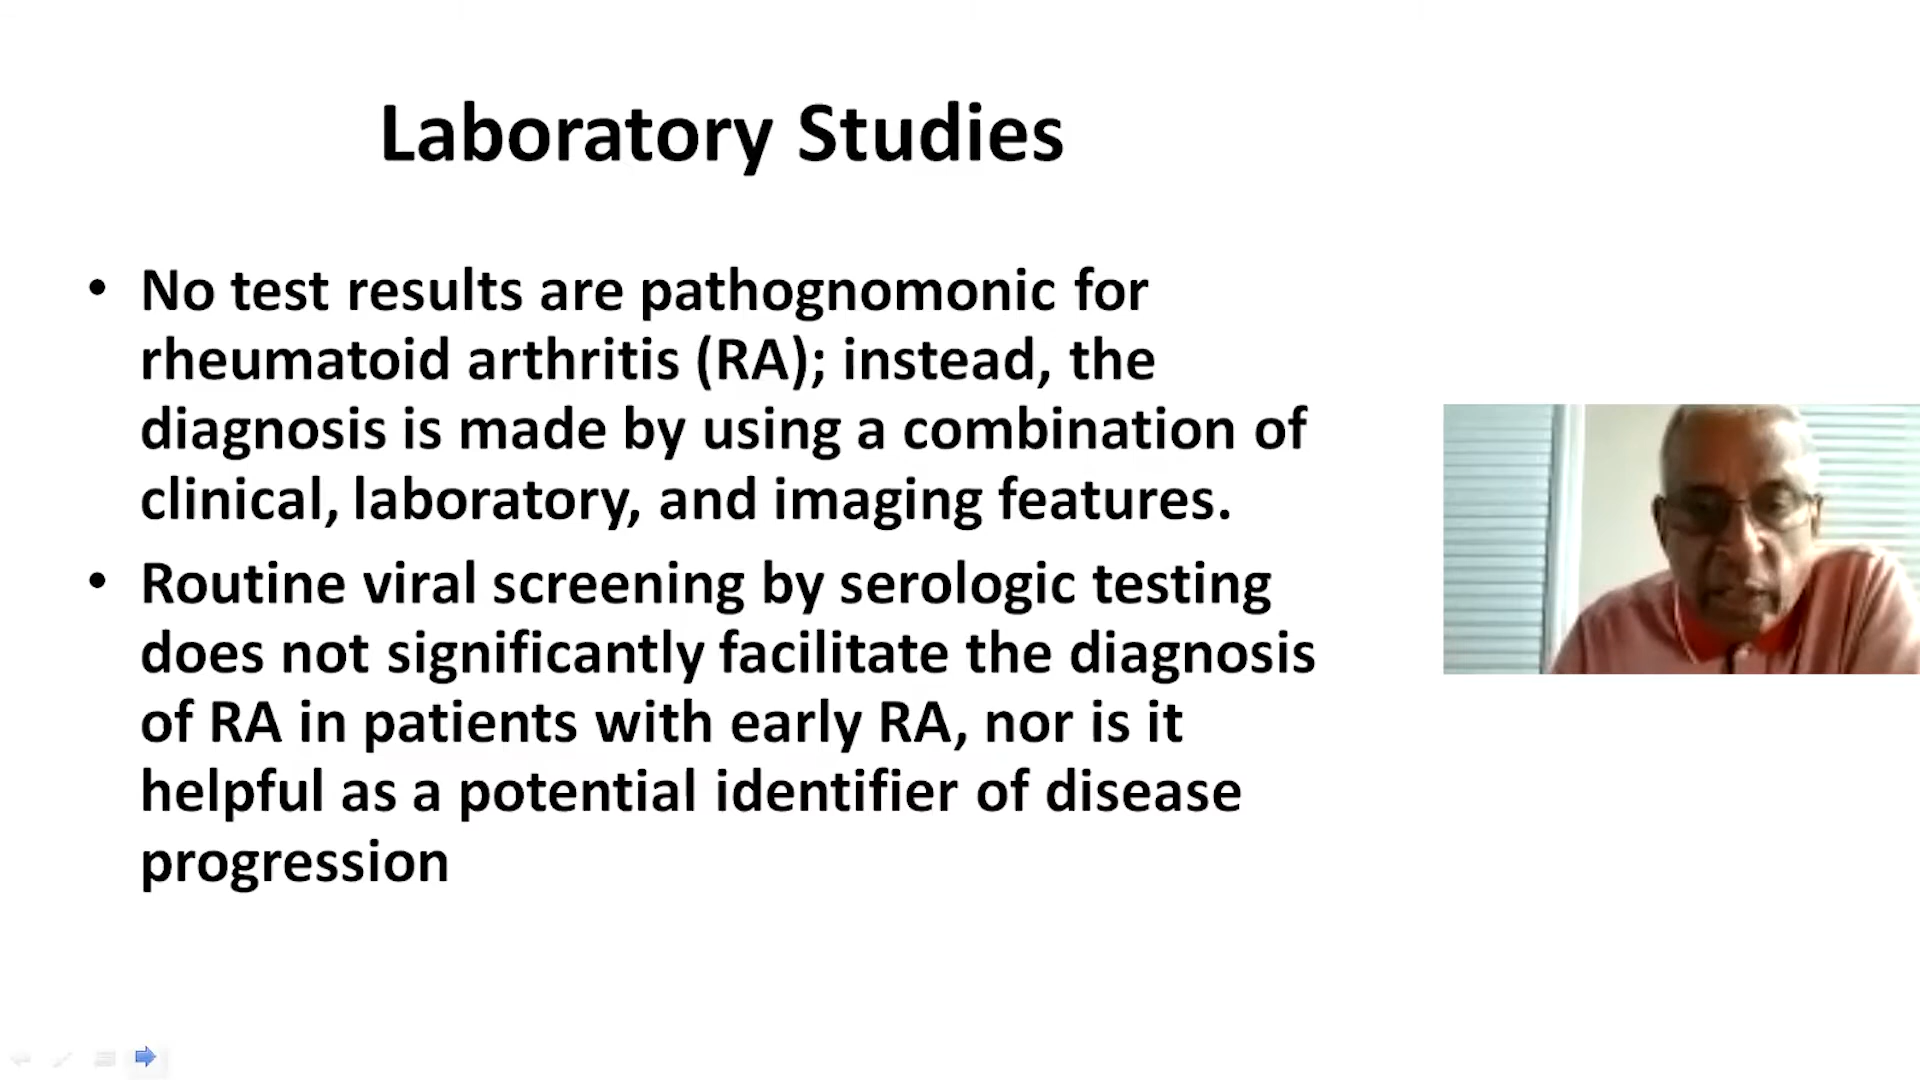 Laboratory Studies
• No test results are pathognomonic for
rheumatoid arthritis (RA); instead, the
diagnosis is made by using a combination of
clinical, laboratory, and imaging features.
• Routine viral screening by serologic testing
does not significantly facilitate the diagnosis
of RA in patients with early RA, nor is it
helpful as a potential identifier of disease
progression